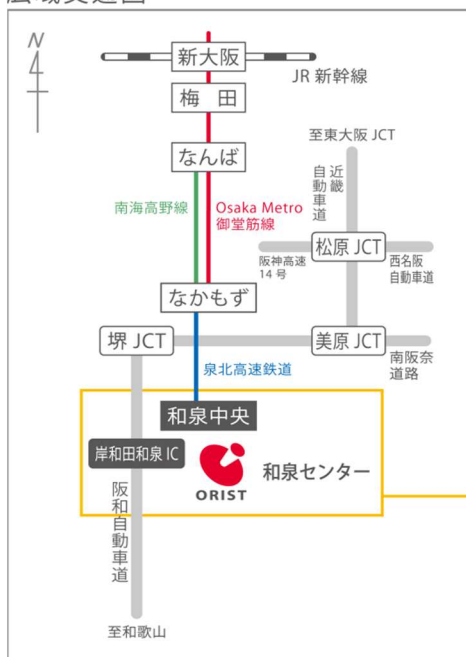 N
新大阪
JR 新幹線
梅 田
至東大阪 JCT
なんば
近畿
自動車道
南海高野線
Osaka Metro
御堂筋線
松原 JCT
阪神高速
14 号
西名阪
自動車道
なかもず
堺 JCT
美原 JCT
南阪奈
道路
泉北高速鉄道
和泉中央
岸和田和泉 IC
和泉センター
ORIST
阪和自動車道
至和歌山